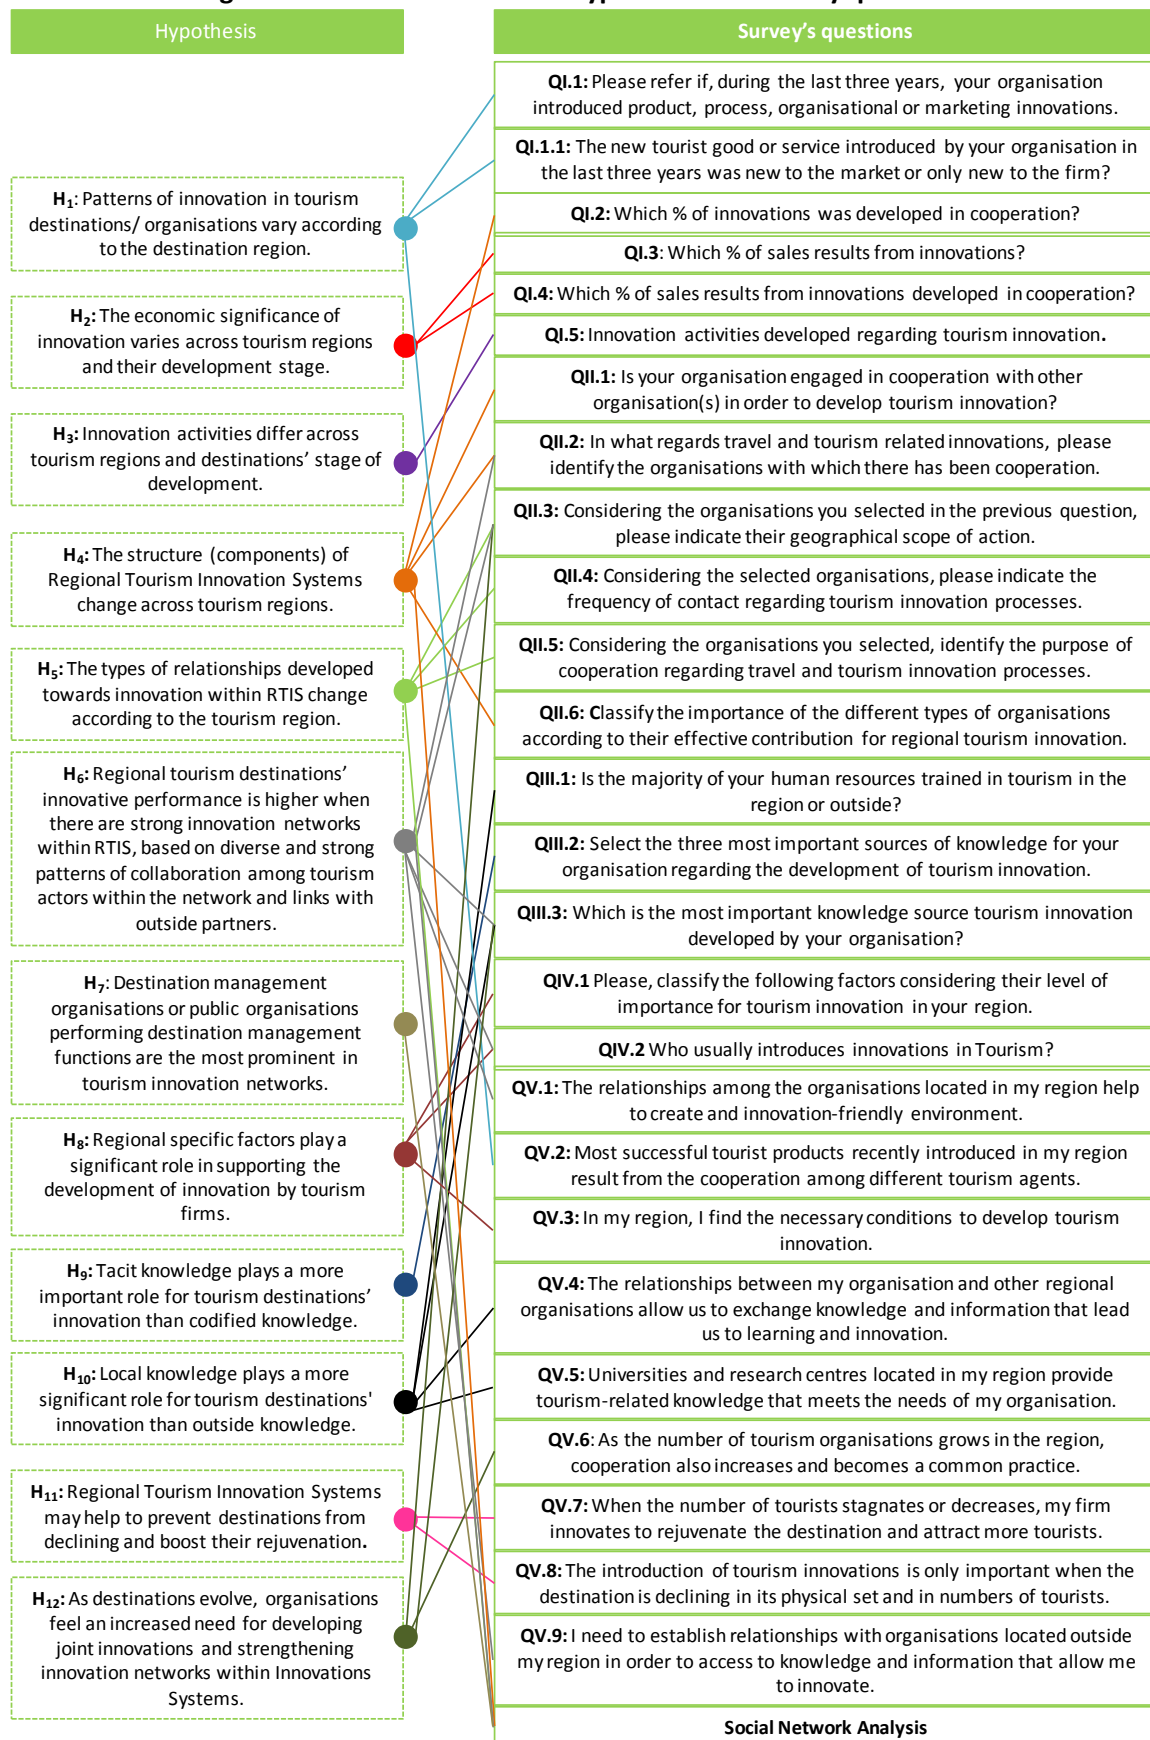 Hypothesis
Survey's questions
H1: Patterns of innovation in tourism
destinations/ organisations vary according
to the destination region.
H2: The economic significance of
innovation varies across tourism regions
and their development stage.
H3: Innovation activities differ across
tourism regions and destinations' stage of
development.
H4: The structure (components) of
Regional Tourism Innovation Systems
change across tourism regions.
H5: The types of relationships developed
towards innovation within RTIS change
according to the tourism region.
H6: Regional tourism destinations'
innovative performance is higher when
there are strong innovation networks
within RTIS, based on diverse and strong
patterns of collaboration among tourism
actors within the network and links with
outside partners.
H7: Destination management
organisations or public organisations
performing destination management
functions are the most prominent in
tourism innovation networks.
H8: Regional specific factors play a
significant role in supporting the
development of innovation by tourism
firms.
H9: Tacit knowledge plays a more
important role for tourism destinations'
innovation than codified knowledge.
H10: Local knowledge plays a more
significant role for tourism destinations'
innovation than outside knowledge.
H11: Regional Tourism Innovation Systems
may help to prevent destinations from
declining and boost their rejuvenation.
H12: As destinations evolve, organisations
feel an increased need for developing
joint innovations and strengthening
innovation networks within Innovations
Systems.
QI.1: Please refer if, during the last three years, your organisation
introduced product, process, organisational or marketing innovations.
QI.1.1: The new tourist good or service introduced by your organisation in
the last three years was new to the market or only new to the firm?
QI.2: Which % of innovations was developed in cooperation?
QI.3: Which % of sales results from innovations?
QI.4: Which % of sales results from innovations developed in cooperation?
QI.5: Innovation activities developed regarding tourism innovation.
QII.1: Is your organisation engaged in cooperation with other
organisation(s) in order to develop tourism innovation?
QII.2: In what regards travel and tourism related innovations, please
identify the organisations with which there has been cooperation.
QII.3: Considering the organisations you selected in the previous question,
please indicate their geographical scope of action.
QII.4: Considering the selected organisations, please indicate the
frequency of contact regarding tourism innovation processes.
QII.5: Considering the organisations you selected, identify the purpose of
cooperation regarding travel and tourism innovation processes.
QII.6: Classify the importance of the different types of organisations
according to their effective contribution for regional tourism innovation.
QIII.1: Is the majority of your human resources trained in tourism in the
region or outside?
QIII.2: Select the three most important sources of knowledge for your
organisation regarding the development of tourism innovation.
QIII.3: Which is the most important knowledge source tourism innovation
developed by your organisation?
QIV.1 Please, classify the following factors considering their level of
importance for tourism innovation in your region.
QIV.2 Who usually introduces innovations in Tourism?
QV.1: The relationships among the organisations located in my region help
to create and innovation-friendly environment.
QV.2: Most successful tourist products recently introduced in my region
result from the cooperation among different tourism agents.
QV.3: In my region, I find the necessary conditions to develop tourism
innovation.
QV.4: The relationships between my organisation and other regional
organisations allow us to exchange knowledge and information that lead
us to learning and innovation.
QV.5: Universities and research centres located in my region provide
tourism-related knowledge that meets the needs of my organisation.
QV.6: As the number of tourism organisations grows in the region,
cooperation also increases and becomes a common practice.
QV.7: When the number of tourists stagnates or decreases, my firm
innovates to rejuvenate the destination and attract more tourists.
QV.8: The introduction of tourism innovations is only important when the
destination is declining in its physical set and in numbers of tourists.
QV.9: I need to establish relationships with organisations located outside
my region in order to access to knowledge and information that allow me
to innovate.
Social Network Analysis